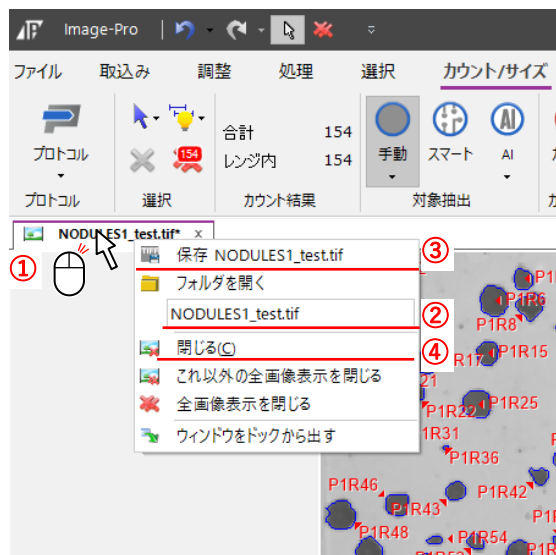 Image-Pro
ファイル 取込み 調整 処理 選択 カウント/サイズ
合計 154
レンジ内 154
プロトコル 154 手動 スマート AI
プロトコル 選択 カウント結果 対象抽出
NODULES1_test.tif* x
① 保存 NODULES1_test.tif ③
フォルダを開く
NODULES1_test.tif ②
閉じる(C) ④
これ以外の全画像表示を閉じる
全画像表示を閉じる
ウィンドウをドックから出す
P1R6
P1R8
P1R15
P1R25
P1R22
P1R36
P1R46
P1R42
P1R43
P1R48